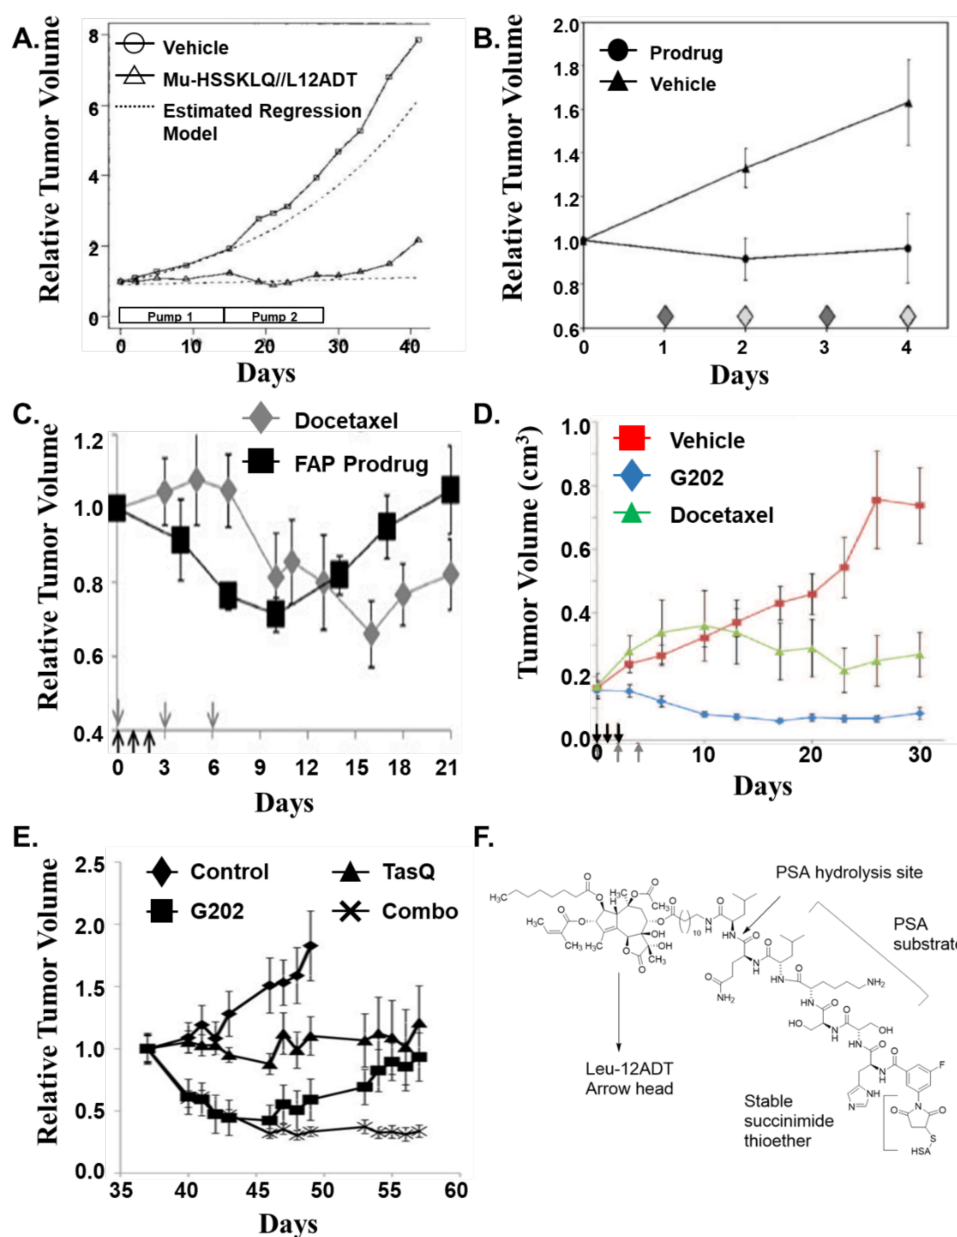 A.
Relative Tumor Volume
8
6
4
2
0
Vehicle
Mu-HSSKLQ//L12ADT
Estimated Regression
Model
Pump 1
Pump 2
0
20
40
Days
B.
Relative Tumor Volume
2.0
1.8
1.6
1.4
1.2
1.0
0.8
0.6
Prodrug
Vehicle
0 1 2 3 4
Days
C.
Relative Tumor Volume
1.2
1.0
0.8
0.6
0.4
Docetaxel
FAP Prodrug
0 3 6 9 12 15 18 21
Days
D.
Tumor Volume (cm³)
1.0
0.8
0.6
0.4
0.2
0.0
Vehicle
G202
Docetaxel
0 10 20 30
Days
E.
Relative Tumor Volume
2.5
2.0
1.5
1.0
0.5
0.0
Control
TasQ
G202
Combo
35 40 45 50 55 60
Days
F.
PSA hydrolysis site
PSA
substrate
Leu-12ADT
Arrow head
Stable
succinimide
thioether
HSA